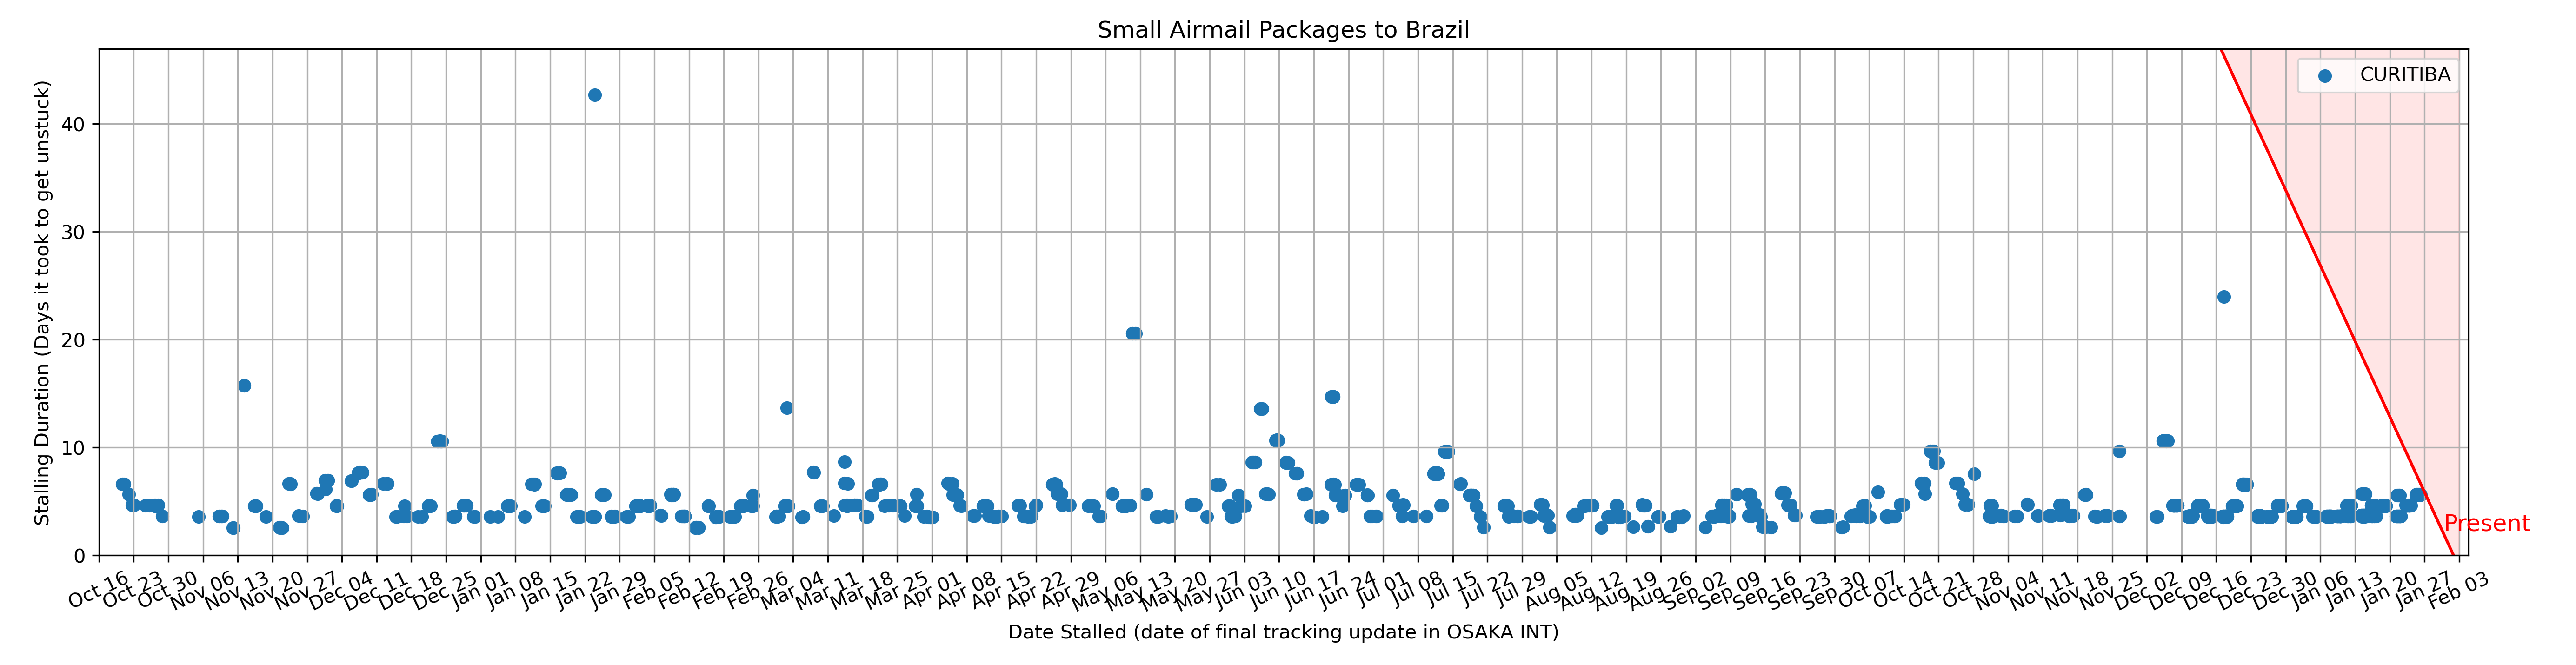 Small Airmail Packages to Brazil
Stalling Duration (Days it took to get unstuck)
40
30
20
10
0
CURITIBA
Present
Oct 16 Oct 23 Oct 30 Nov 06 Nov 13 Nov 20 Nov 27 Dec 04 Dec 11 Dec 18 Dec 25 Jan 01 Jan 08 Jan 15 Jan 22 Jan 29 Feb 05 Feb 12 Feb 19 Feb 26 Mar 04 Mar 11 Mar 18 Mar 25 Apr 01 Apr 08 Apr 15 Apr 22 Apr 29 May 06 May 13 May 20 May 27 Jun 03 Jun 10 Jun 17 Jun 24 Jul 01 Jul 08 Jul 15 Jul 22 Jul 29 Aug 05 Aug 12 Aug 19 Aug 26 Sep 02 Sep 09 Sep 16 Sep 23 Sep 30 Oct 07 Oct 14 Oct 21 Oct 28 Nov 04 Nov 11 Nov 18 Nov 25 Dec 02 Dec 09 Dec 16 Dec 23 Dec 30 Jan 06 Jan 13 Jan 20 Jan 27 Feb 03
Date Stalled (date of final tracking update in OSAKA INT)